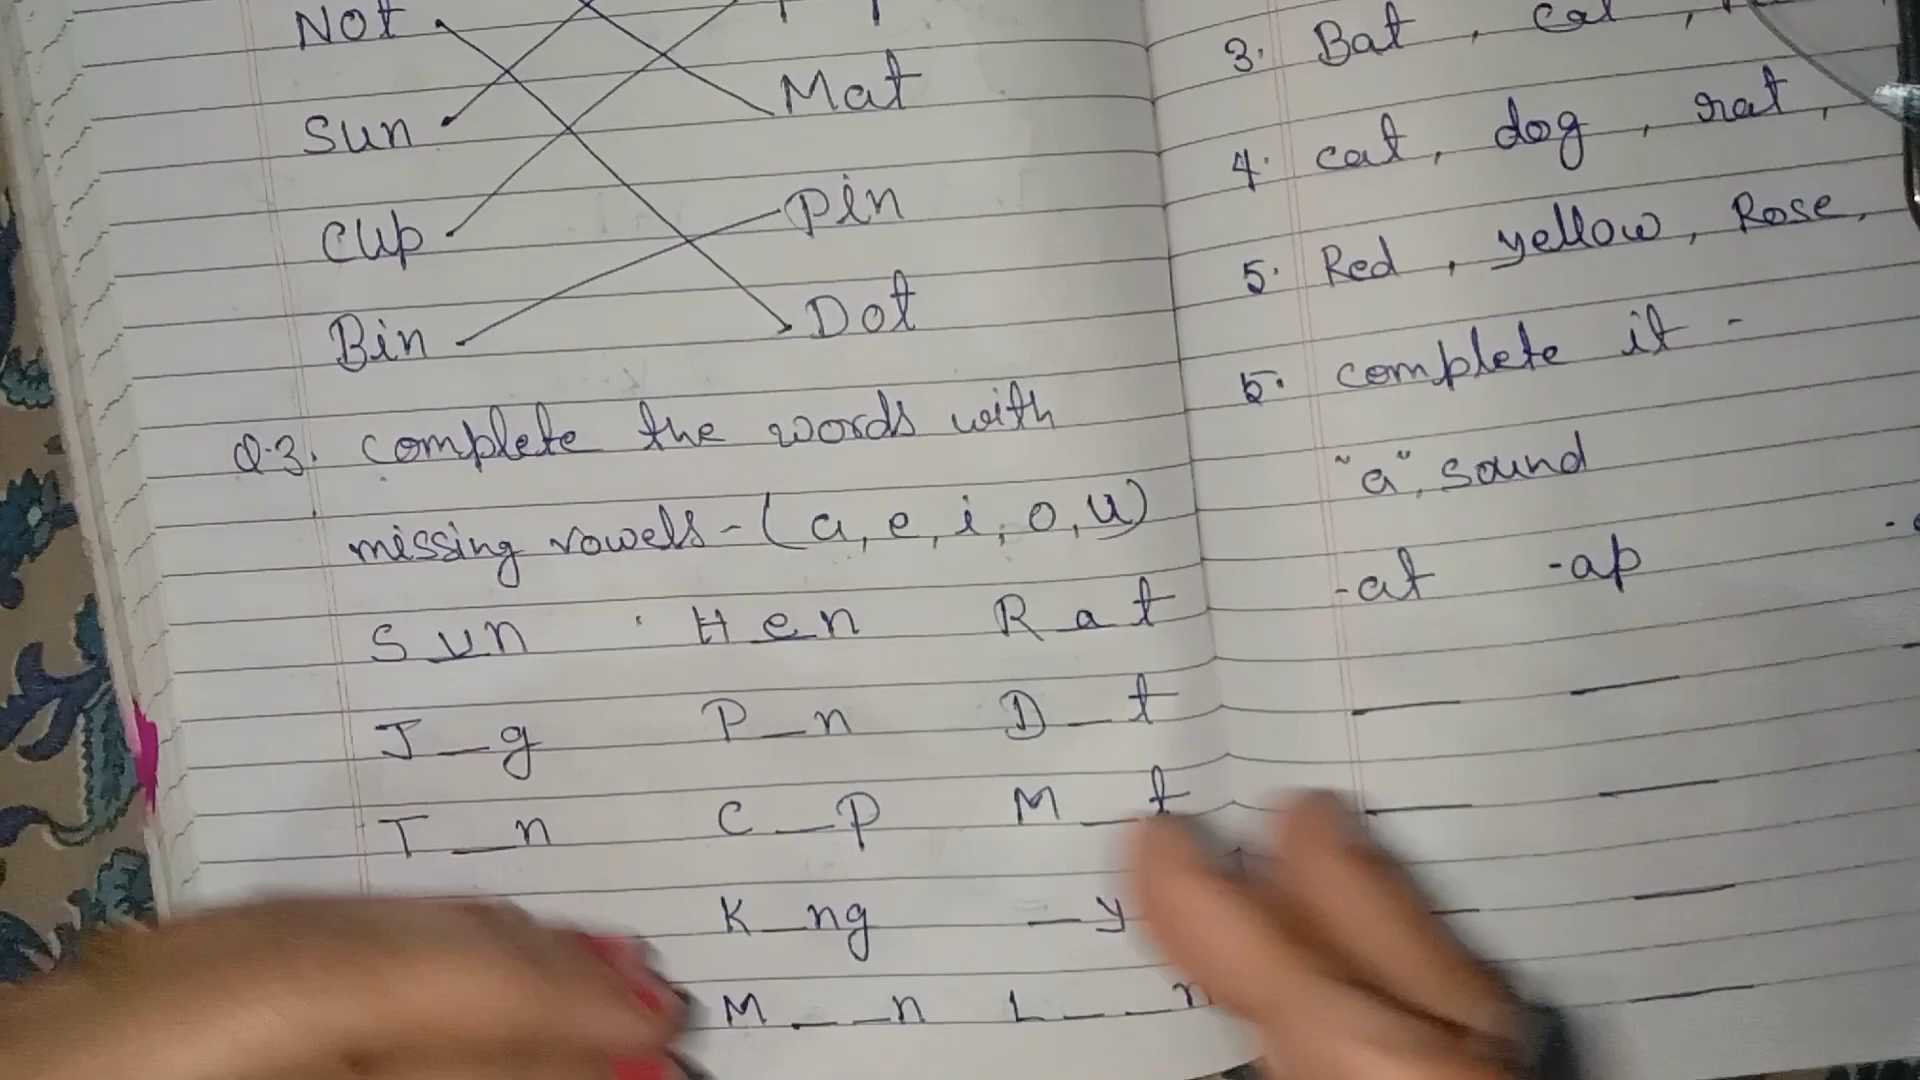 Not
Sun Mat
Cup Pin
Bin Dot
Q.3. Complete the words with
missing vowels - (a, e, i, o, u)
Sun Hen Rat
J_g P_n D_t
T_n C_p M_t
K_ng _y
M__n L__n
3. Bat, Cat,
4. cat, dog, rat,
5. Red, yellow, Rose,
5. complete it -
"a", sound
-at -ap